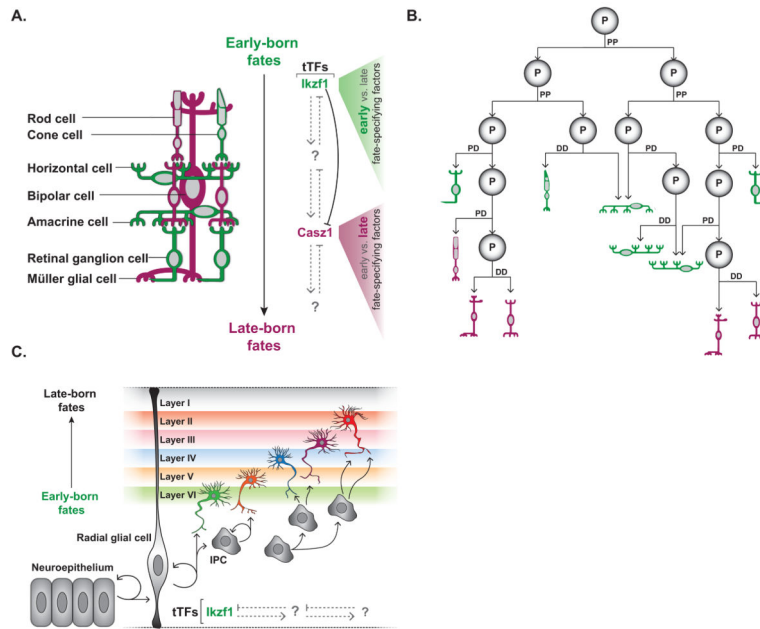 A.
Early-born
fates
tTFs
Ikzf1
?
Casz1
?
Late-born
fates
early vs. late
fate-specifying factors
early vs. late
fate-specifying factors
Rod cell
Cone cell
Horizontal cell
Bipolar cell
Amacrine cell
Retinal ganglion cell
Müller glial cell
B.
P
PP
P P
PP
P P P P
PD DD PD
P P P
PD DD PD
P P
DD DD
C.
Late-born
fates
Early-born
fates
Layer I
Layer II
Layer III
Layer IV
Layer V
Layer VI
Radial glial cell
IPC
Neuroepithelium
tTFs Ikzf1 ? ?